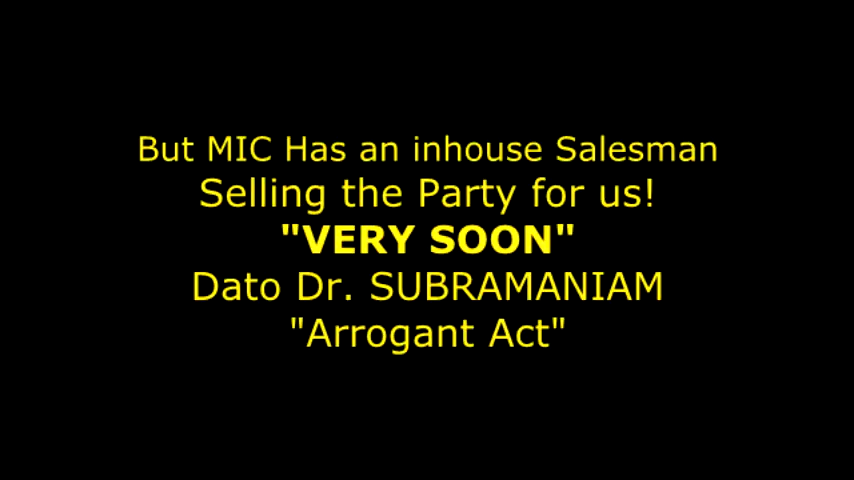 But MIC Has an inhouse Salesman
Selling the Party for us!
"VERY SOON"
Dato Dr. SUBRAMANIAM
"Arrogant Act"